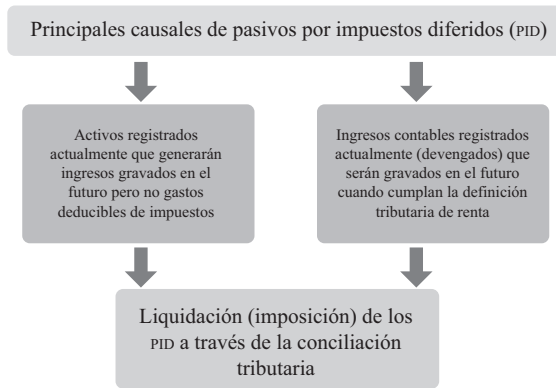 Principales causales de pasivos por impuestos diferidos (PID)
Activos registrados
actualmente que generarán
ingresos gravados en el
futuro pero no gastos
deducibles de impuestos
Ingresos contables registrados
actualmente (devengados) que
serán gravados en el futuro
cuando cumplan la definición
tributaria de renta
Liquidación (imposición) de los
PID a través de la conciliación
tributaria